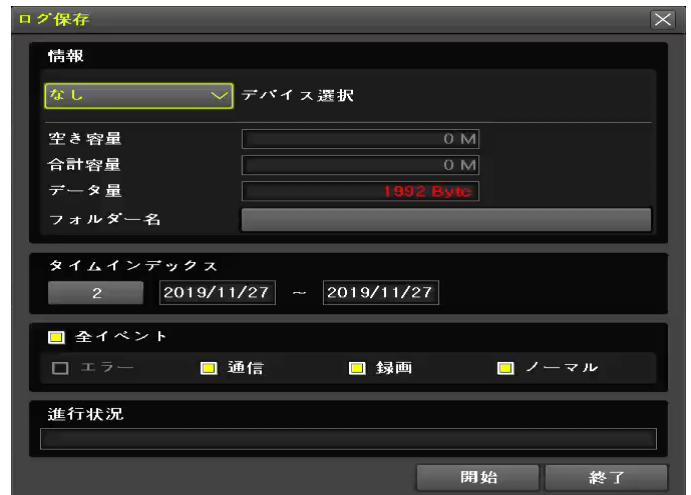 ログ保存
情報
なし デバイス選択
空き容量 0 M
合計容量 0 M
データ量 1992 Byte
フォルダー名
タイムインデックス
2 2019/11/27 ~ 2019/11/27
全イベント
エラー 通信 録画 ノーマル
進行状況
開始 終了